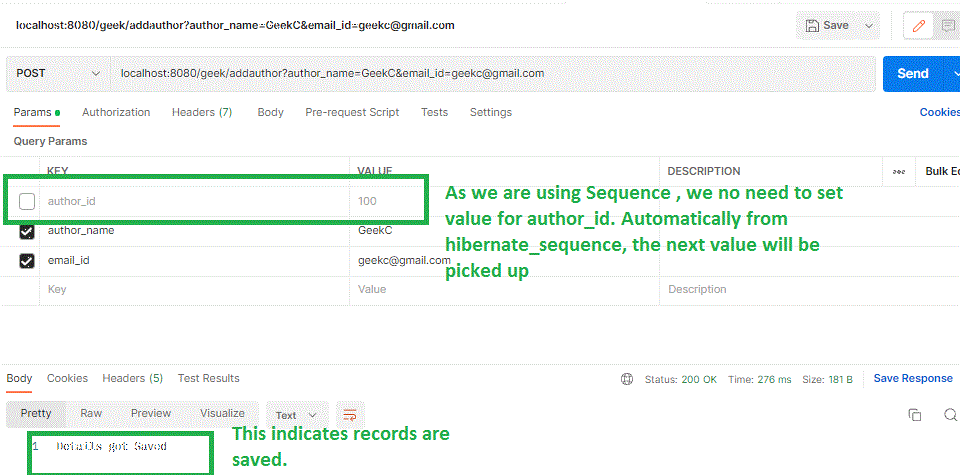 localhost:8080/geek/addauthor?author_name=GeekC&email_id=geekc@gmail.com
Save
POST localhost:8080/geek/addauthor?author_name=GeekC&email_id=geekc@gmail.com Send
Params Authorization Headers (7) Body Pre-request Script Tests Settings Cookies
Query Params
KEY VALUE DESCRIPTION Bulk Ed
author_id 100
author_name GeekC
email_id geekc@gmail.com
Key Value Description
As we are using Sequence , we no need to set
value for author_id. Automatically from
hibernate_sequence, the next value will be
picked up
Body Cookies Headers (5) Test Results Status: 200 OK Time: 276 ms Size: 181 B Save Response
Pretty Raw Preview Visualize Text
1 Details got Saved
This indicates records are
saved.